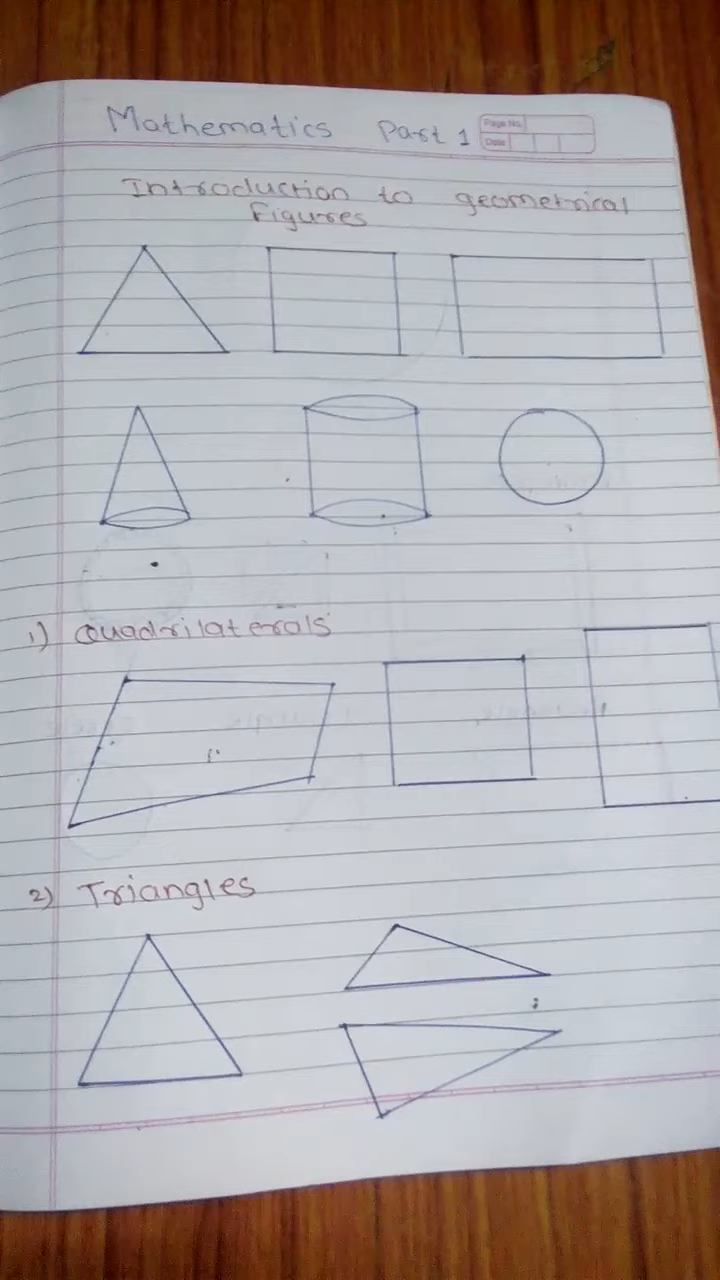 Mathematics Part 1
Page No.
Date
Introduction to geometrical
Figures
1) Quadrilaterals
2) Triangles